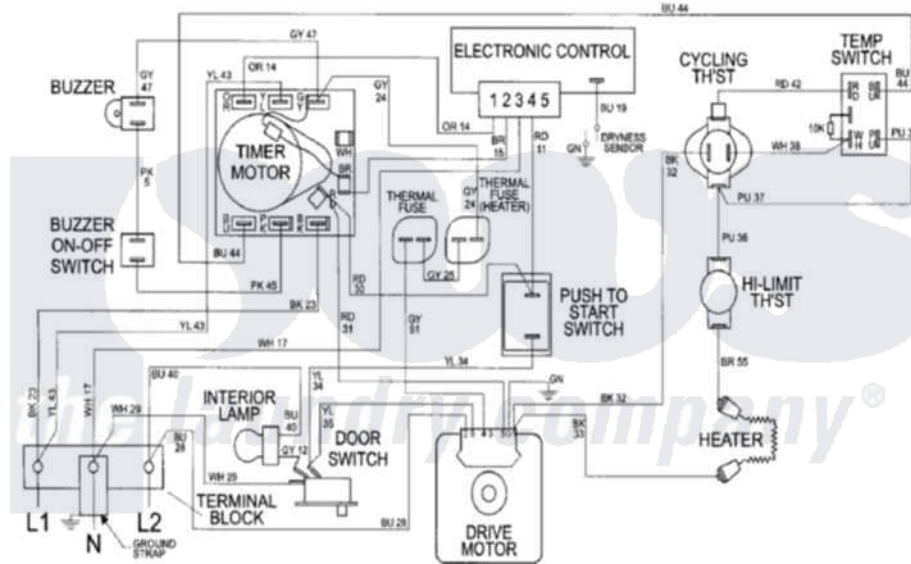 BU 44
GY 47
OR 14
YL 43
GY 47
BUZZER
GY 24
ELECTRONIC CONTROL
1 2 3 4 5
BU 19
DRYNESS SENSOR
GN
CYCLING TH'ST
TEMP SWITCH
RD 42
BU 44
10K
WH 38
OR 14
BR 15
RD 11
TIMER MOTOR
WH
BR
PK 5
THERMAL FUSE
GY 24
THERMAL FUSE (HEATER)
BK 32
PU 37
BUZZER ON-OFF SWITCH
BU 44
PK 45
BK 23
RD 30
GY 25
PU 36
PUSH TO START SWITCH
HI-LIMIT TH'ST
YL 43
RD 31
GY 51
WH 17
YL 34
BR 55
BU 40
YL 34
GN
BK 32
YL 43
WH 17
WH 29
INTERIOR LAMP
BU 40
YL 35
BU 28
GY 12
DOOR SWITCH
BK 33
HEATER
WH 29
TERMINAL BLOCK
BU 28
L1
N
L2
GROUND STRAP
DRIVE MOTOR
the laundry company®